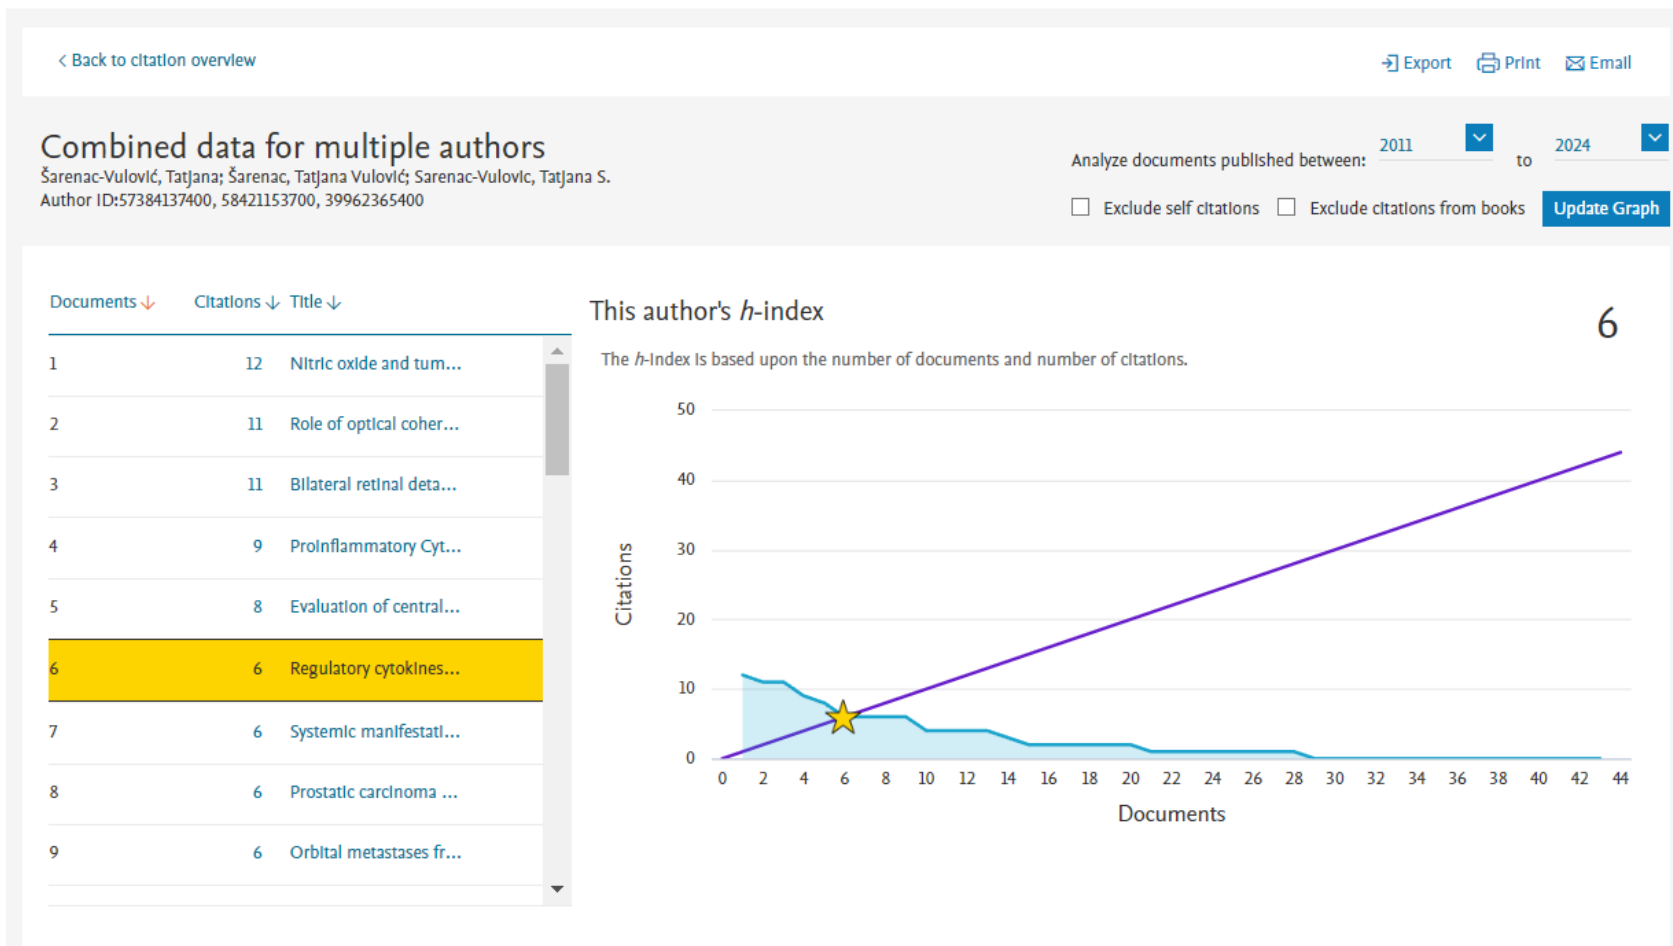 < Back to citation overview
Export Print Email
Combined data for multiple authors
Šarenac-Vulović, Tatjana; Šarenac, Tatjana Vulović; Sarenac-Vulovic, Tatjana S.
Author ID:57384137400, 58421153700, 39962365400
Analyze documents published between: 2011 to 2024
Exclude self citations Exclude citations from books Update Graph
Documents Citations Title
1 12 Nitric oxide and tum...
2 11 Role of optical coher...
3 11 Bilateral retinal deta...
4 9 Proinflammatory Cyt...
5 8 Evaluation of central...
6 6 Regulatory cytokines...
7 6 Systemic manifestati...
8 6 Prostatic carcinoma ...
9 6 Orbital metastases fr...
This author's h-index
6
The h-index is based upon the number of documents and number of citations.
50
40
30
20
10
0
Citations
0 2 4 6 8 10 12 14 16 18 20 22 24 26 28 30 32 34 36 38 40 42 44
Documents